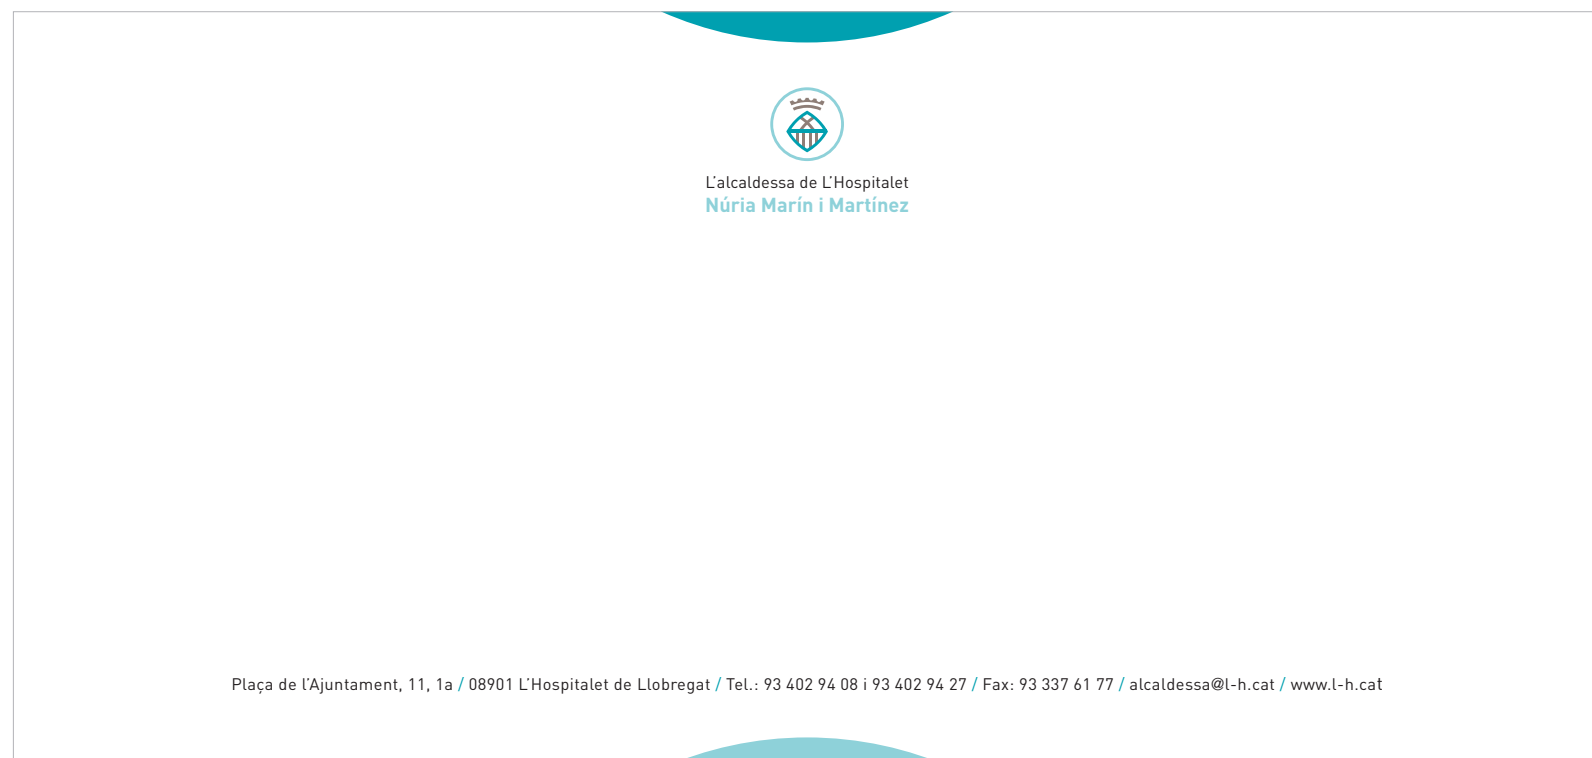 L'alcaldessa de L'Hospitalet
Núria Marín i Martínez
Plaça de l'Ajuntament, 11, 1a / 08901 L'Hospitalet de Llobregat / Tel.: 93 402 94 08 i 93 402 94 27 / Fax: 93 337 61 77 / alcaldessa@l-h.cat / www.l-h.cat